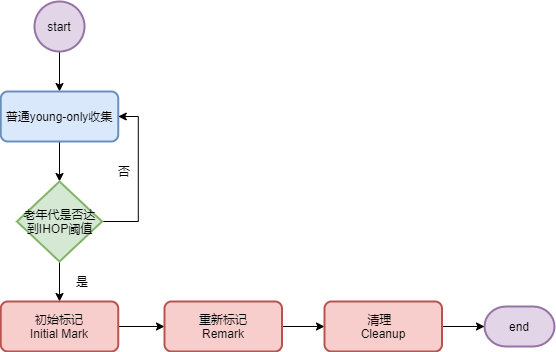 start
普通young-only收集
否
老年代是否达
到IHOP阈值
是
初始标记
Initial Mark
重新标记
Remark
清理
Cleanup
end